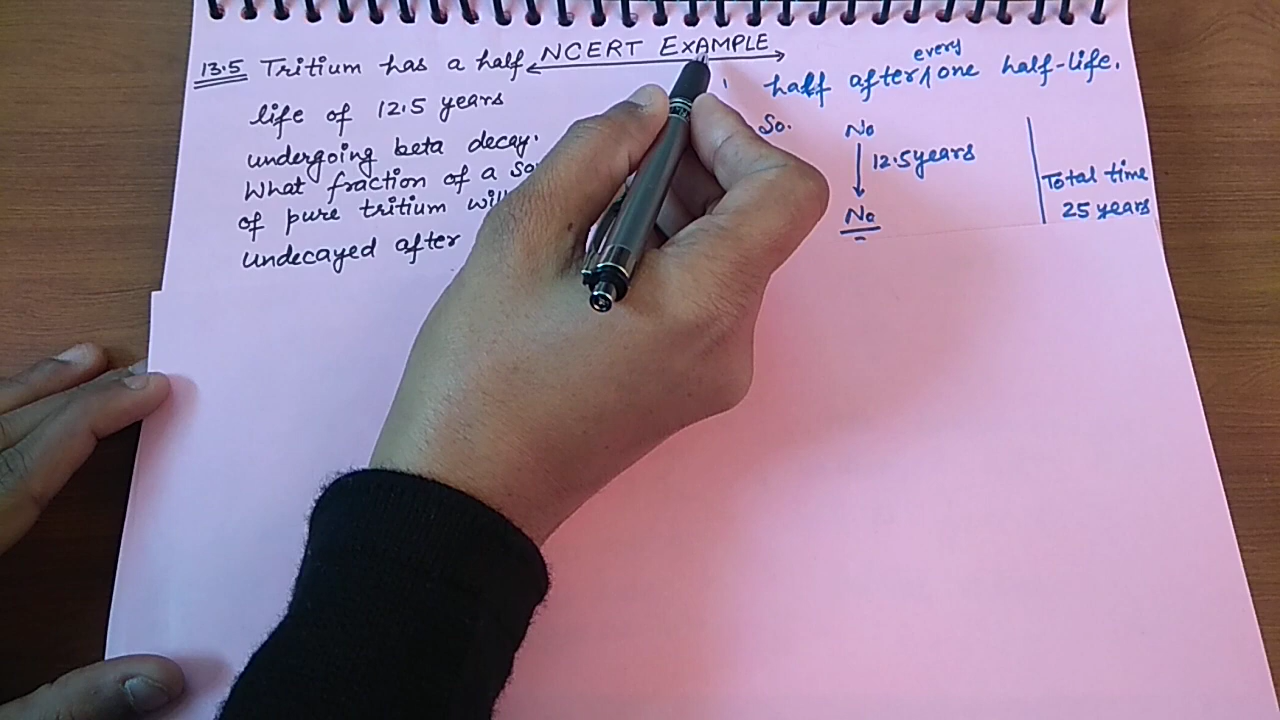 NCERT EXAMPLE
13.5 Tritium has a half
life of 12.5 years
undergoing beta decay.
What fraction of a
of pure tritium
undecayed after
every
half after one half-life.
So.
No
12.5 years
No
Total time
25 years